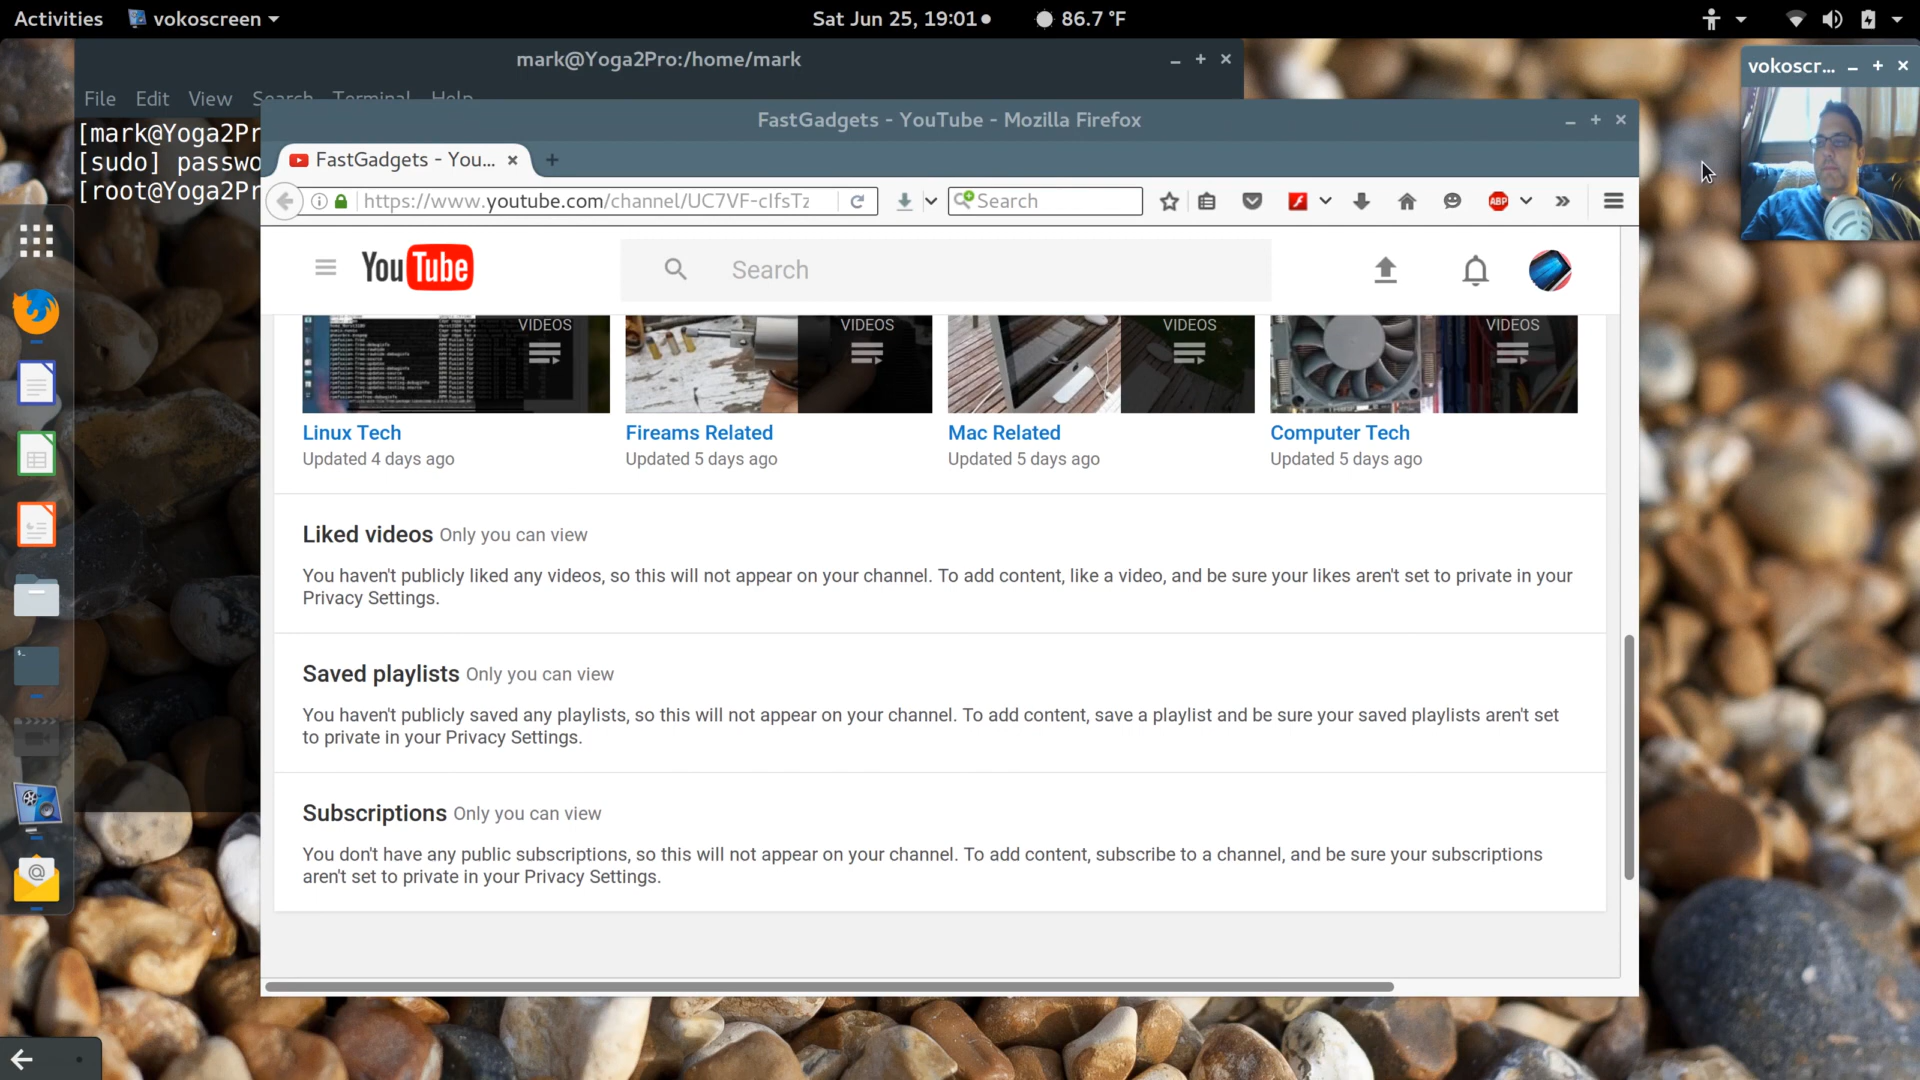 Activities vokoscreen Sat Jun 25, 19:01 86.7 °F
mark@Yoga2Pro:/home/mark
vokoscr...
File Edit View Search Terminal Help
FastGadgets - YouTube - Mozilla Firefox
[mark@Yoga2Pr
[sudo] passwo
[root@Yoga2Pr
FastGadgets - You...
https://www.youtube.com/channel/UC7VF-cIfsTz
Search
ABP
YouTube
Search
VIDEOS VIDEOS VIDEOS VIDEOS
Linux Tech Fireams Related Mac Related Computer Tech
Updated 4 days ago Updated 5 days ago Updated 5 days ago Updated 5 days ago
Liked videos Only you can view
You haven't publicly liked any videos, so this will not appear on your channel. To add content, like a video, and be sure your likes aren't set to private in your
Privacy Settings.
Saved playlists Only you can view
You haven't publicly saved any playlists, so this will not appear on your channel. To add content, save a playlist and be sure your saved playlists aren't set
to private in your Privacy Settings.
Subscriptions Only you can view
You don't have any public subscriptions, so this will not appear on your channel. To add content, subscribe to a channel, and be sure your subscriptions
aren't set to private in your Privacy Settings.